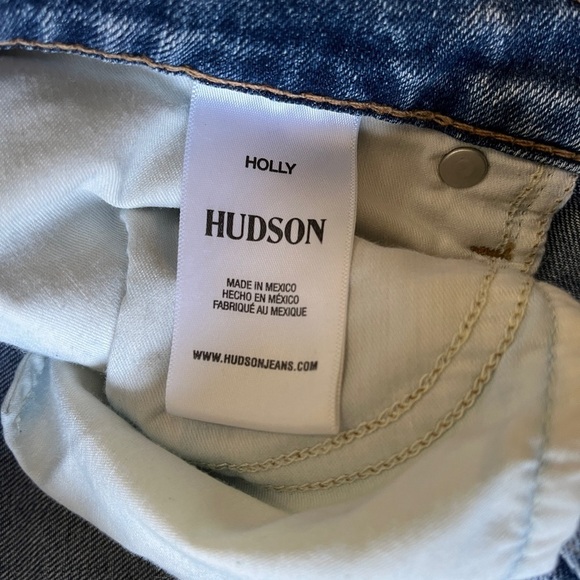 HOLLY
HUDSON
MADE IN MEXICO
HECHO EN MÉXICO
FABRIQUÉ AU MEXIQUE
WWW.HUDSONJEANS.COM